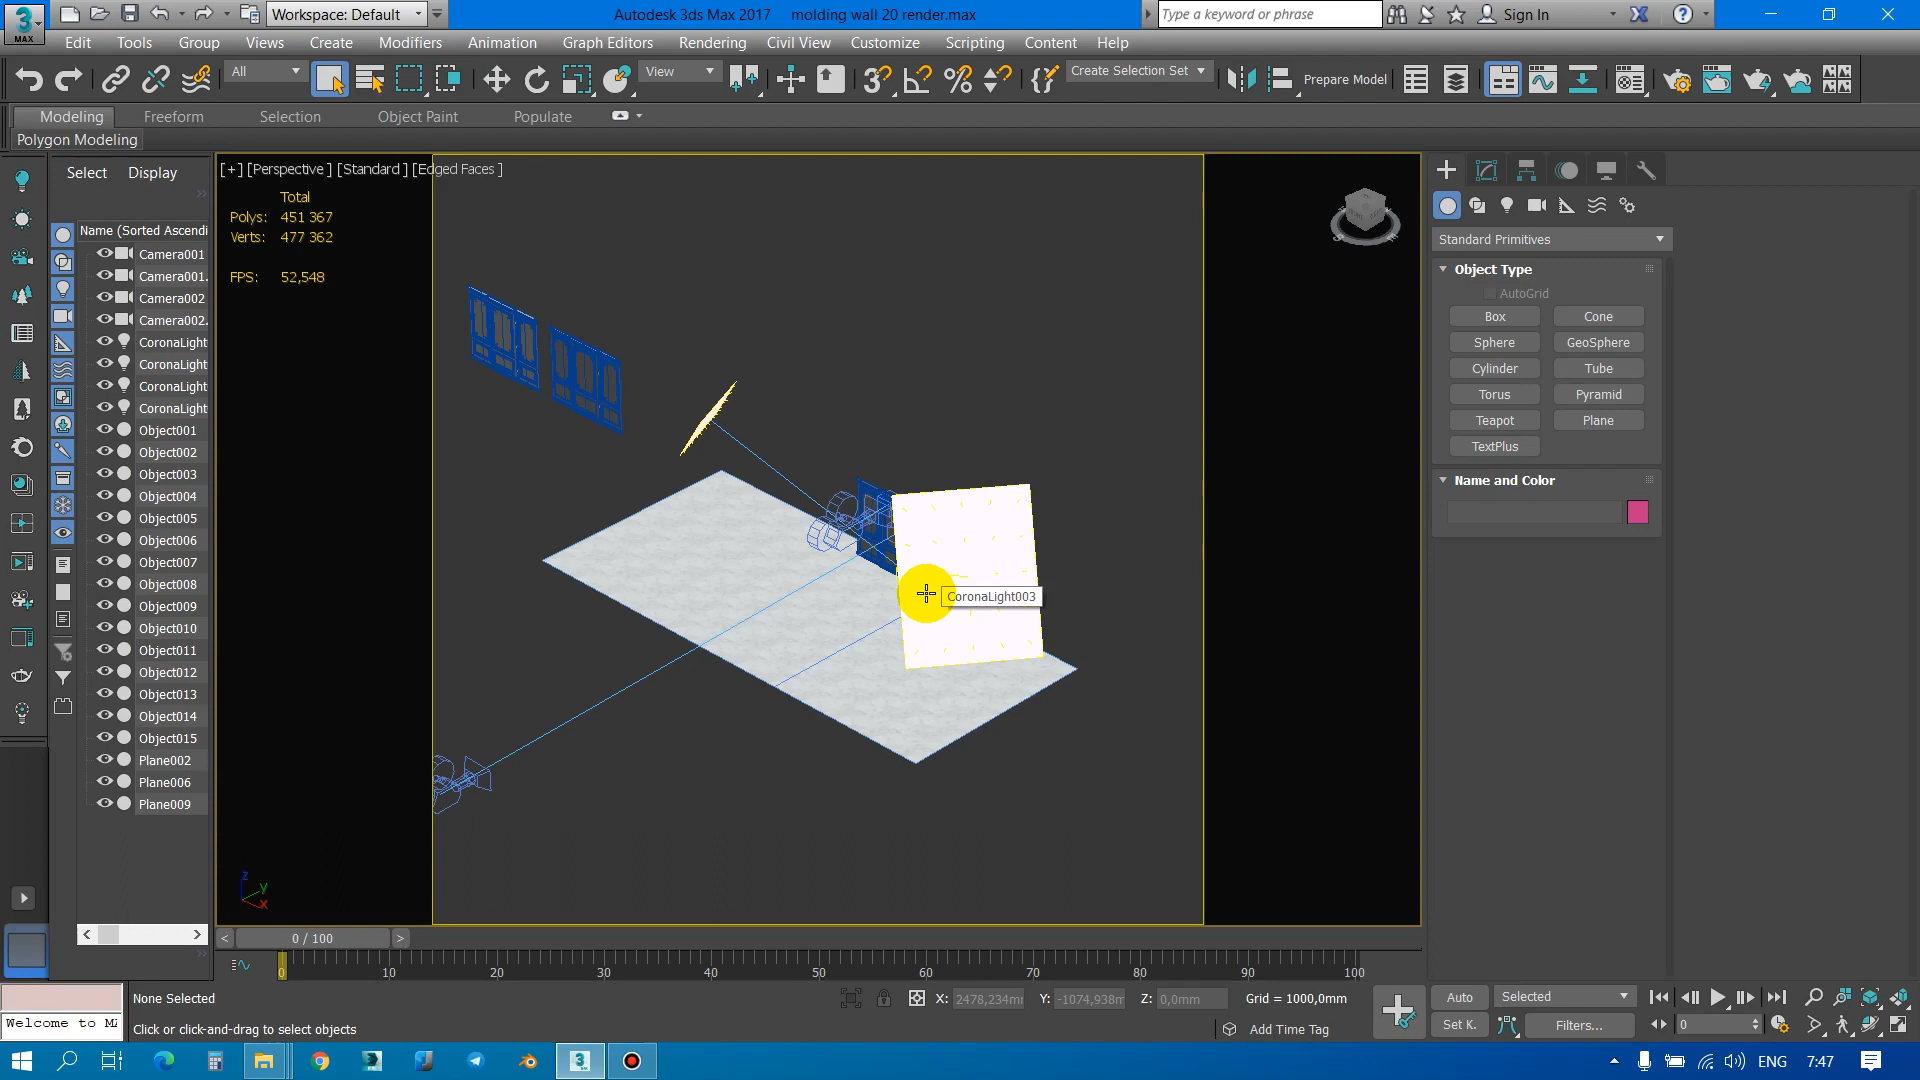 3
MAX
Workspace: Default
Autodesk 3ds Max 2017 molding wall 20 render.max
Type a keyword or phrase
Sign In
Edit Tools Group Views Create Modifiers Animation Graph Editors Rendering Civil View Customize Scripting Content Help
All
View
Create Selection Set
Prepare Model
Modeling Freeform Selection Object Paint Populate
Polygon Modeling
Select Display
Name (Sorted Ascendi
Camera001
Camera001.
Camera002
Camera002.
CoronaLight
CoronaLight
CoronaLight
CoronaLight
Object001
Object002
Object003
Object004
Object005
Object006
Object007
Object008
Object009
Object010
Object011
Object012
Object013
Object014
Object015
Plane002
Plane006
Plane009
[+] [Perspective ] [Standard ] [Edged Faces ]
Total
Polys: 451 367
Verts: 477 362
FPS: 52,548
CoronaLight003
z
y
x
Standard Primitives
Object Type
AutoGrid
Box Cone
Sphere GeoSphere
Cylinder Tube
Torus Pyramid
Teapot Plane
TextPlus
Name and Color
< 0 / 100 >
0 10 20 30 40 50 60 70 80 90 100
None Selected
X: 2478,234m Y: -1074,938m Z: 0,0mm Grid = 1000,0mm
Auto Selected
Welcome to MA
Click or click-and-drag to select objects
Add Time Tag
Set K. Filters...
0
ENG 7:47